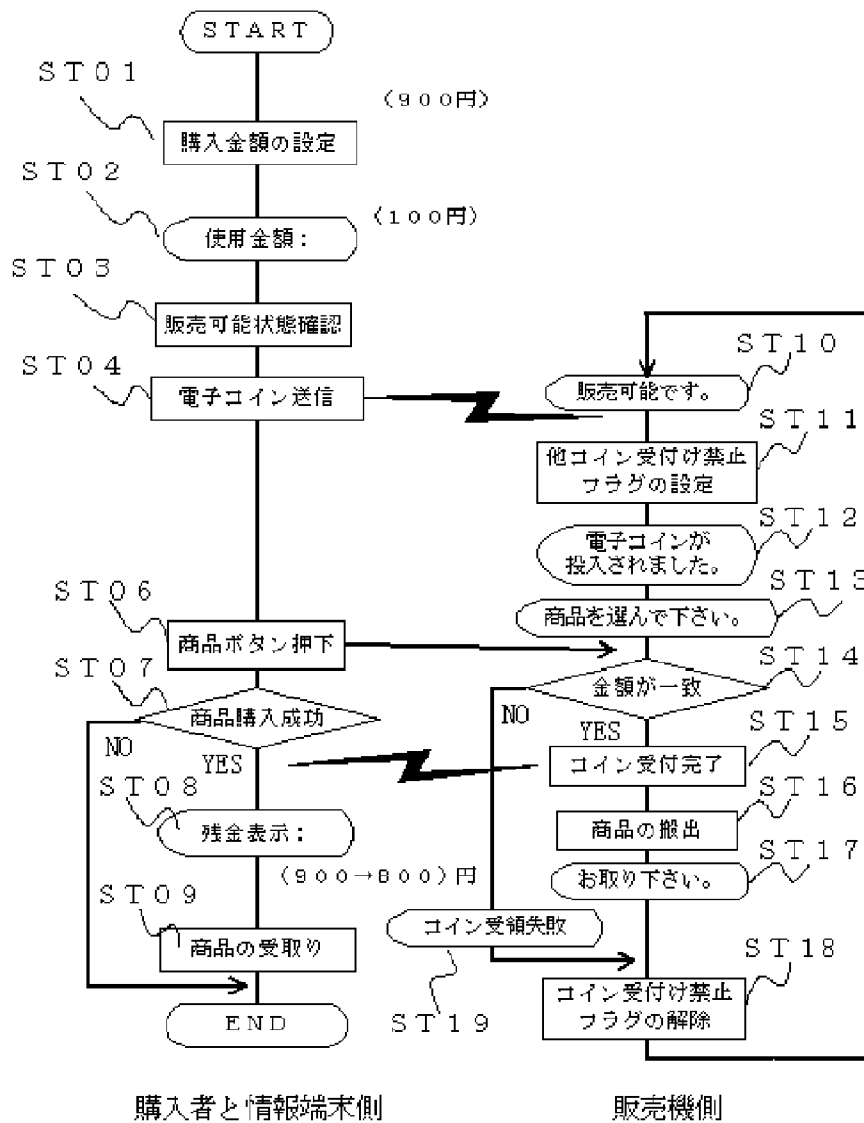 START
ST01
（900円）
購入金額の設定
ST02
（100円）
使用金額：
ST03
販売可能状態確認
ST04
電子コイン送信
ST06
商品ボタン押下
ST07
商品購入成功
NO
YES
ST08
残金表示：
（900→800）円
ST09
商品の受取り
END
購入者と情報端末側
ST10
販売可能です。
ST11
他コイン受付け禁止
フラグの設定
ST12
電子コインが
投入されました。
ST13
商品を選んで下さい。
ST14
金額が一致
NO
YES
ST15
コイン受付完了
ST16
商品の搬出
ST17
お取り下さい。
コイン受領失敗
ST19
ST18
コイン受付け禁止
フラグの解除
販売機側